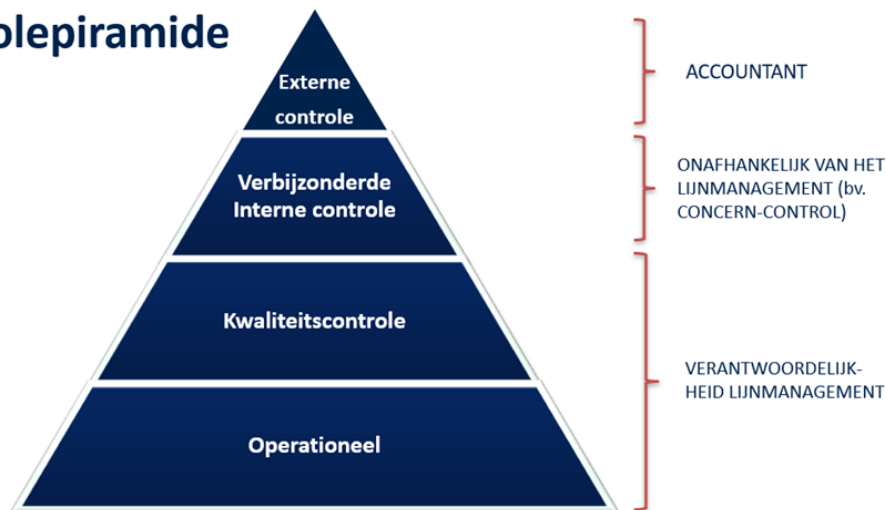 olepiramide
Externe
controle
ACCOUNTANT
Verbijzonderde
Interne controle
ONAFHANKELIJK VAN HET
LIJNMANAGEMENT (bv.
CONCERN-CONTROL)
Kwaliteitscontrole
VERANTWOORDELIJK-
HEID LIJNMANAGEMENT
Operationeel